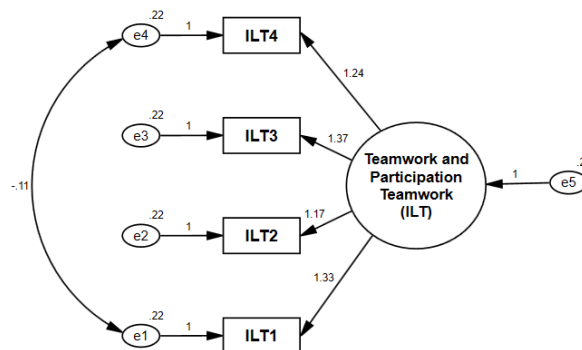 .22
e4
1
ILT4
1.24
.22
e3
1
ILT3
1.37
Teamwork and
Participation
Teamwork
(ILT)
1
e5
-.11
.22
e2
1
ILT2
1.17
1.33
.22
e1
1
ILT1